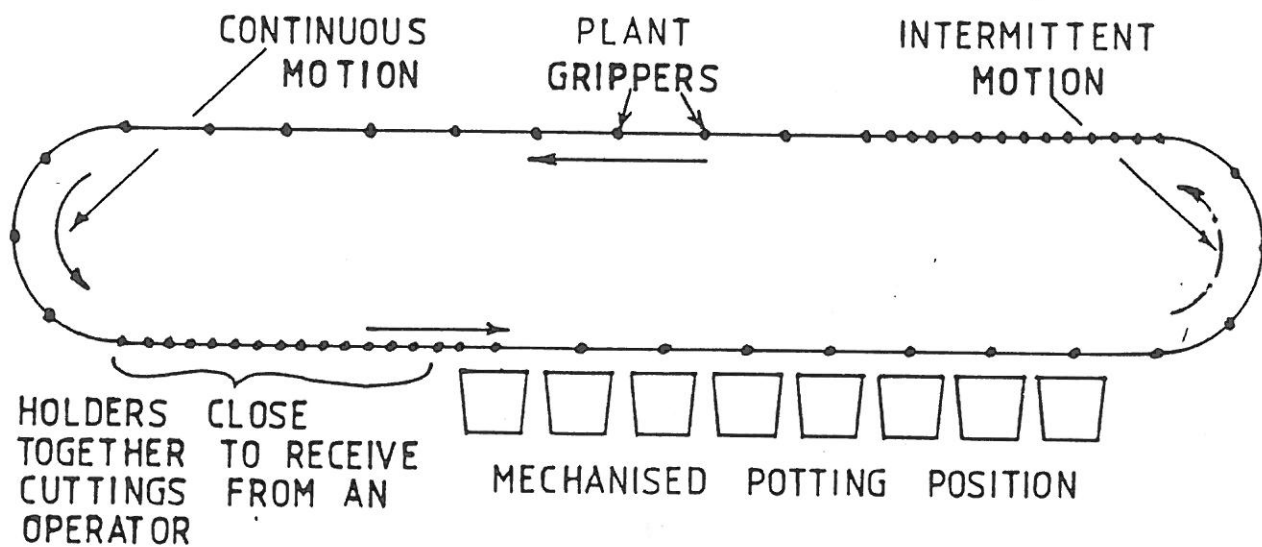 CONTINUOUS
MOTION
PLANT
GRIPPERS
INTERMITTENT
MOTION
HOLDERS CLOSE
TOGETHER TO RECEIVE
CUTTINGS FROM AN
OPERATOR
MECHANISED POTTING POSITION